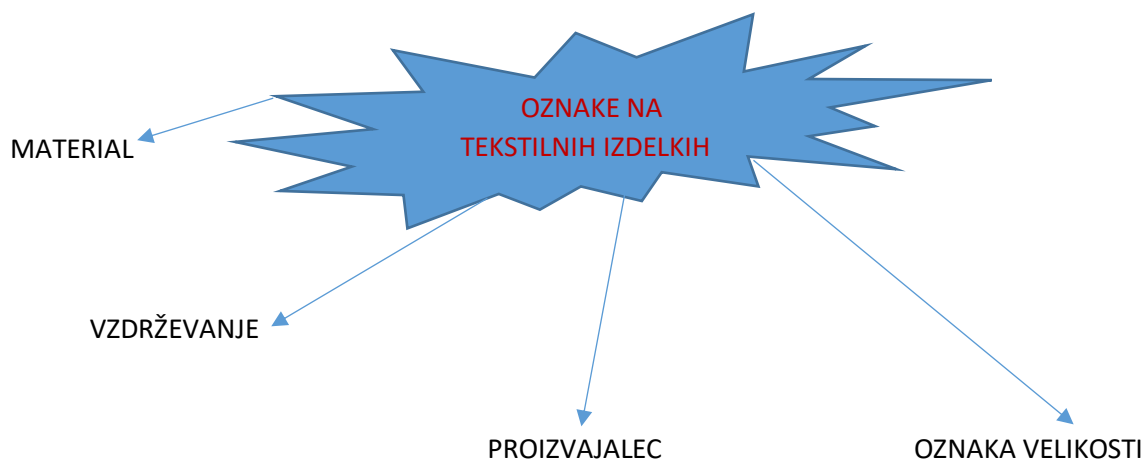 OZNAKE NA
TEKSTILNIH IZDELKIH
MATERIAL
VZDRŽEVANJE
PROIZVAJALEC
OZNAKA VELIKOSTI